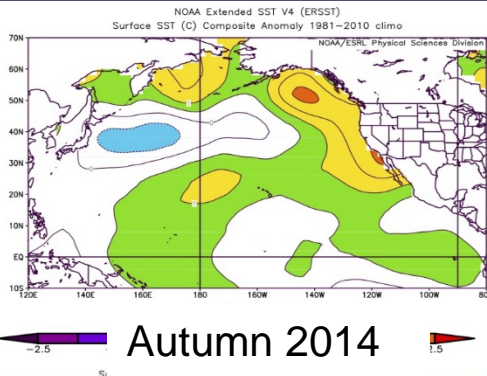 NOAA Extended SST V4 (ERSST)
Surface SST (C) Composite Anomaly 1981-2010 climo
NOAA/ESRL Physical Sciences Division
70N
60N
50N
40N
30N
20N
10N
EQ
10S
120E 140E 160E 180 160W 140W 120W 100W 80
-2.5 Autumn 2014 2.5